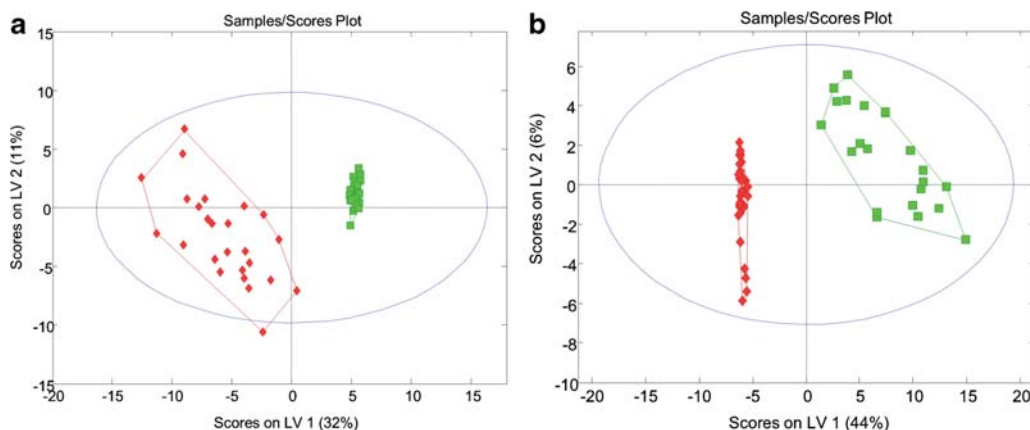 a
Samples/Scores Plot
15
10
5
0
-5
-10
-15
-20 -15 -10 -5 0 5 10 15
Scores on LV 2 (11%)
Scores on LV 1 (32%)
b
Samples/Scores Plot
6
4
2
0
-2
-4
-6
-8
-10
-20 -15 -10 -5 0 5 10 15 20
Scores on LV 2 (6%)
Scores on LV 1 (44%)